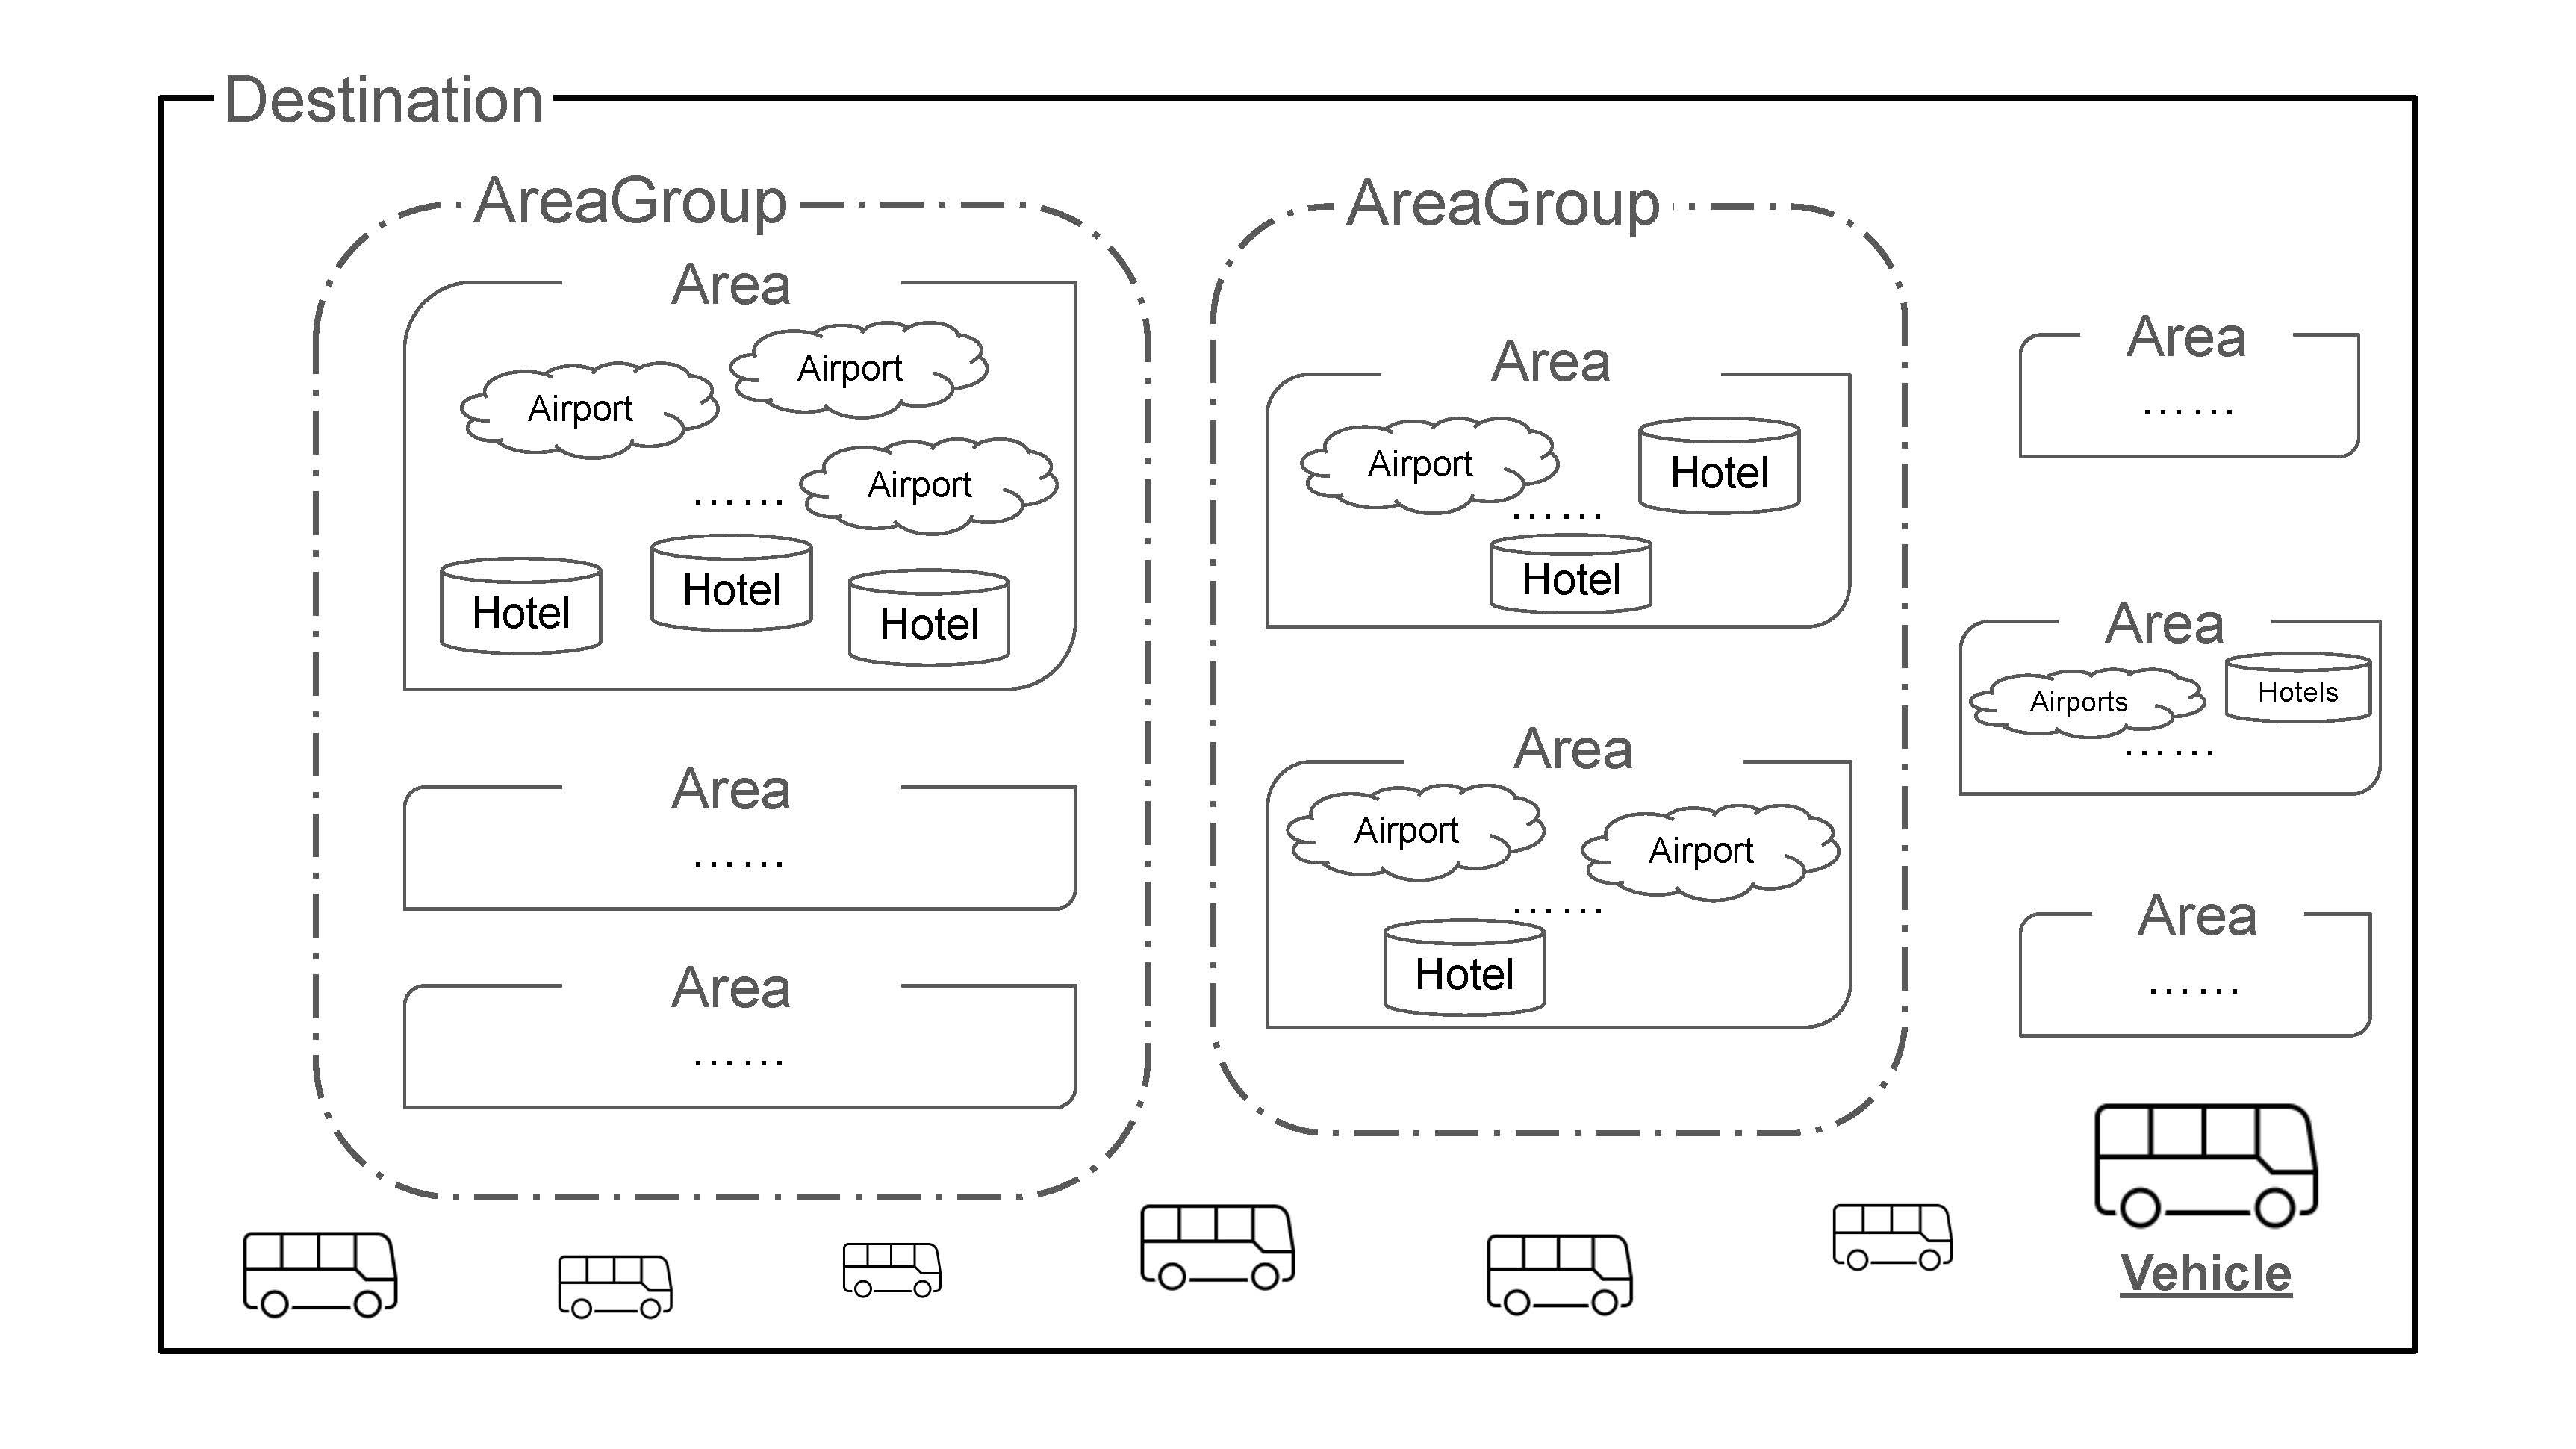 Destination
AreaGroup
Area
Airport
Airport
Airport
……
Hotel
Hotel
Hotel
Area
……
Area
……
AreaGroup
Area
Airport
Hotel
……
Hotel
Area
Airport
Airport
……
Hotel
Area
……
Area
Airports
Hotels
……
Area
……
Vehicle